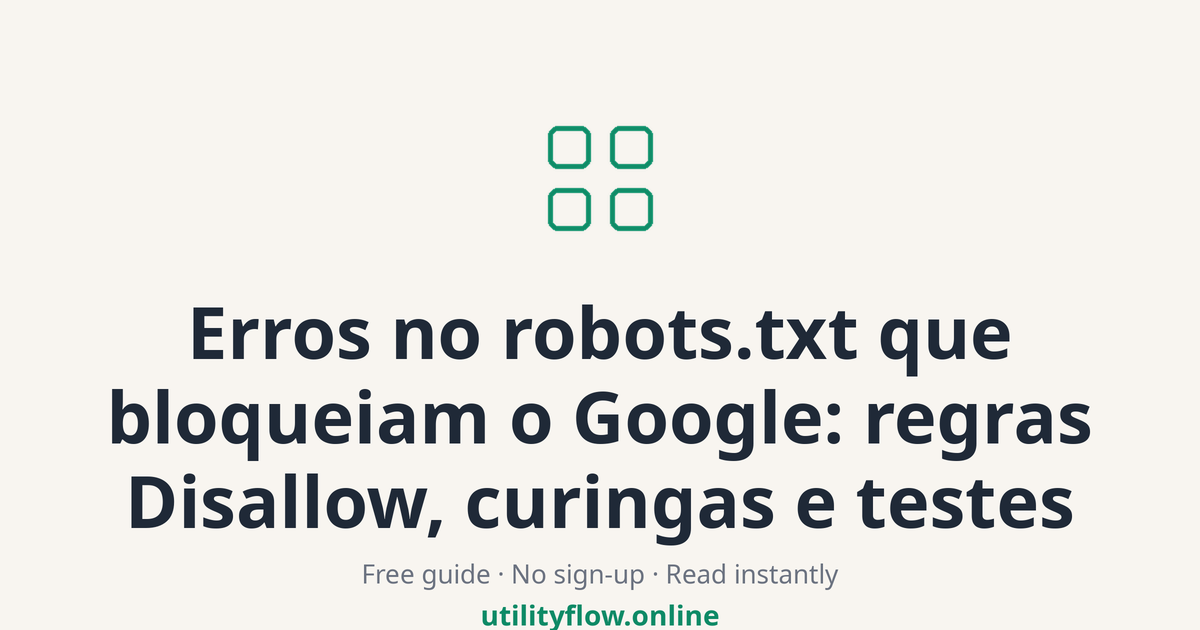 Erros no robots.txt que
bloqueiam o Google: regras
Disallow, curingas e testes
Free guide · No sign-up · Read instantly
utilityflow.online